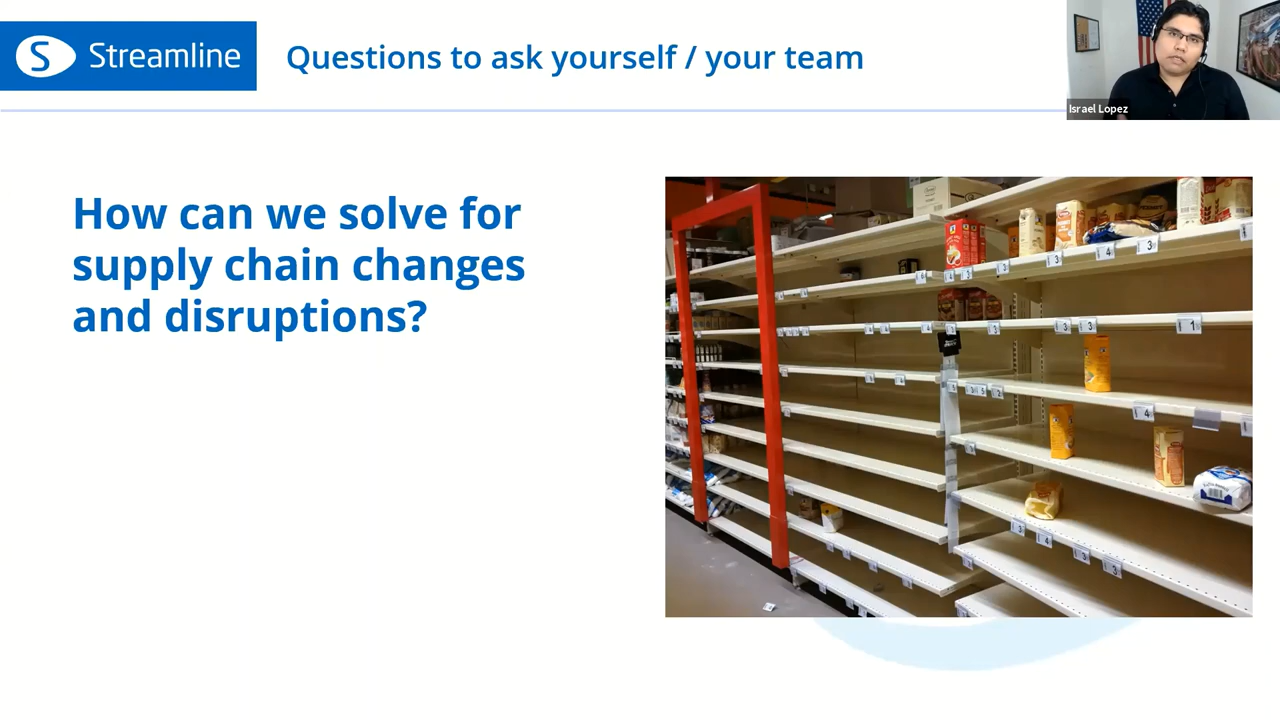 Streamline
Questions to ask yourself / your team
Israel Lopez
How can we solve for
supply chain changes
and disruptions?